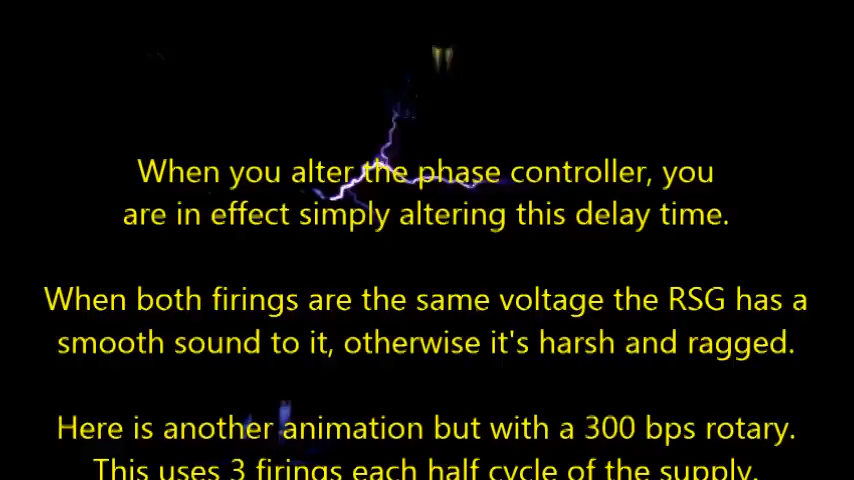 When you alter the phase controller, you
are in effect simply altering this delay time.
When both firings are the same voltage the RSG has a
smooth sound to it, otherwise it's harsh and ragged.
Here is another animation but with a 300 bps rotary.
This uses 3 firings each half cycle of the supply.